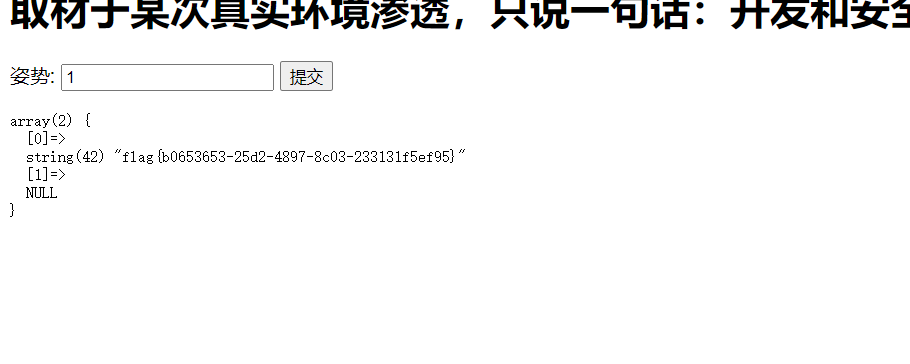 取材于某次真实环境渗透，只说一句话：开发和安全
姿势: 1 提交
array(2) {
[0]=>
string(42) "flag{b0653653-25d2-4897-8c03-233131f5ef95}"
[1]=>
NULL
}